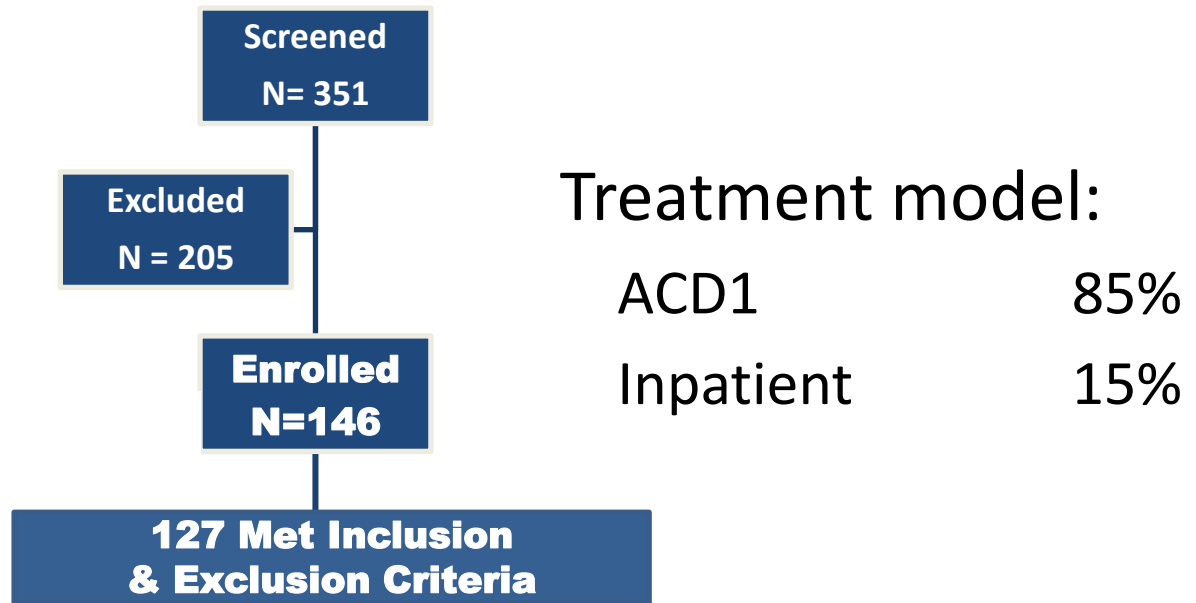 Screened
N= 351
Excluded
N = 205
Enrolled
N=146
127 Met Inclusion
& Exclusion Criteria
Treatment model:
ACD1 85%
Inpatient 15%